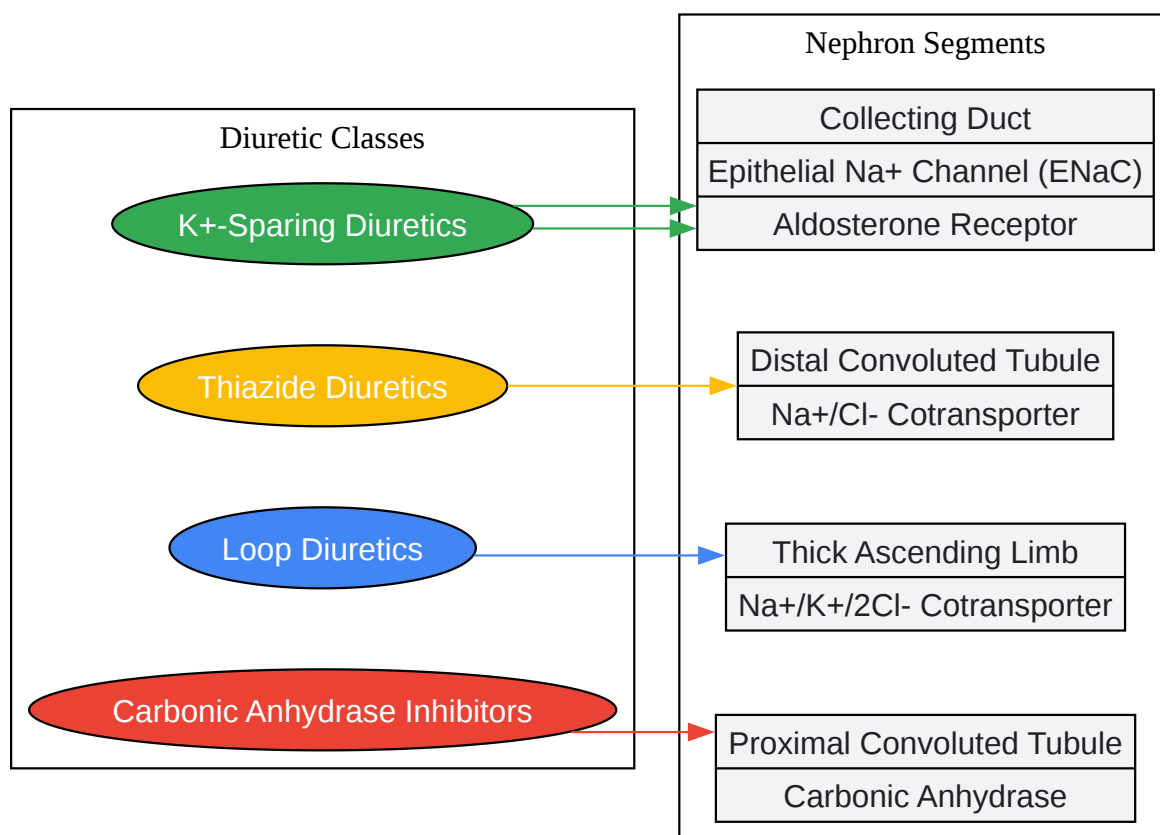 Diuretic Classes
K+-Sparing Diuretics
Thiazide Diuretics
Loop Diuretics
Carbonic Anhydrase Inhibitors
Nephron Segments
Collecting Duct
Epithelial Na+ Channel (ENaC)
Aldosterone Receptor
Distal Convoluted Tubule
Na+/Cl- Cotransporter
Thick Ascending Limb
Na+/K+/2Cl- Cotransporter
Proximal Convoluted Tubule
Carbonic Anhydrase